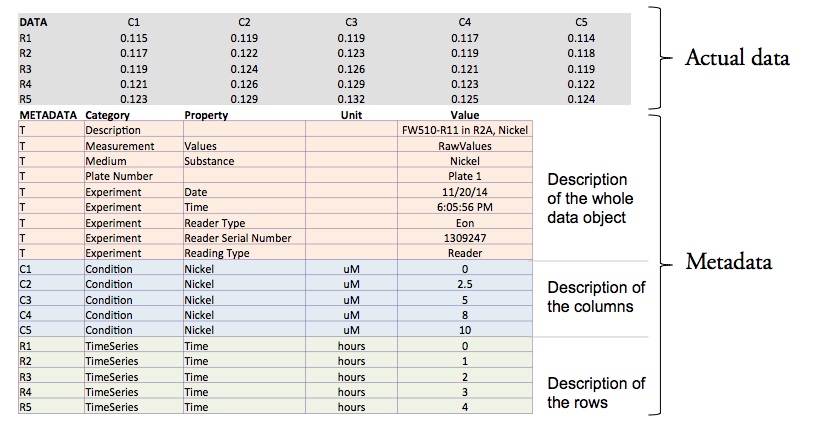 DATA C1 C2 C3 C4 C5
R1 0.115 0.119 0.119 0.117 0.114
R2 0.117 0.122 0.123 0.119 0.118
R3 0.119 0.124 0.126 0.121 0.119
R4 0.121 0.126 0.129 0.123 0.122
R5 0.123 0.129 0.132 0.125 0.124
Actual data
METADATA Category Property Unit Value
T Description FW510-R11 in R2A, Nickel
T Measurement Values RawValues
T Medium Substance Nickel
T Plate Number Plate 1
T Experiment Date 11/20/14
T Experiment Time 6:05:56 PM
T Experiment Reader Type Eon
T Experiment Reader Serial Number 1309247
T Experiment Reading Type Reader
Description
of the whole
data object
C1 Condition Nickel uM 0
C2 Condition Nickel uM 2.5
C3 Condition Nickel uM 5
C4 Condition Nickel uM 8
C5 Condition Nickel uM 10
Description of
the columns
R1 TimeSeries Time hours 0
R2 TimeSeries Time hours 1
R3 TimeSeries Time hours 2
R4 TimeSeries Time hours 3
R5 TimeSeries Time hours 4
Description of
the rows
Metadata